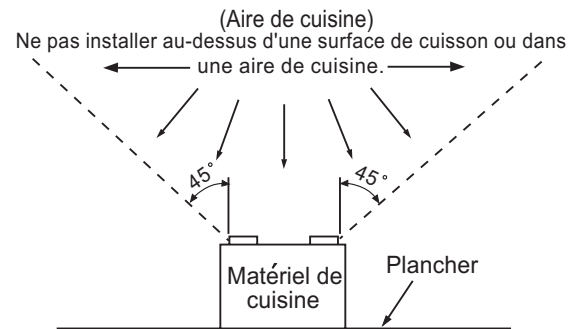 (Aire de cuisine)
Ne pas installer au-dessus d'une surface de cuisson ou dans
une aire de cuisine.
45°
45°
Matériel de
cuisine
Plancher